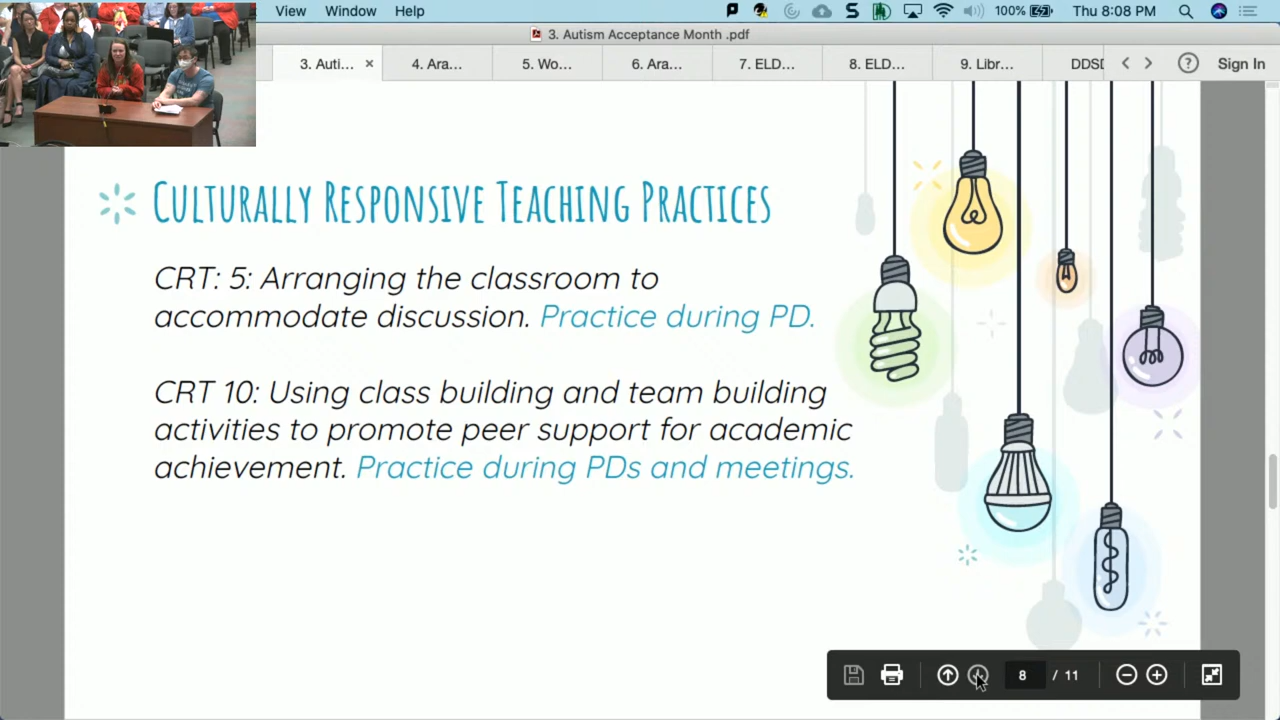 View Window Help
100% Thu 8:08 PM
3. Autism Acceptance Month .pdf
3. Auti... × 4. Ara... 5. Wo... 6. Ara... 7. ELD... 8. ELD... 9. Libr... DDSD Sign In
CULTURALLY RESPONSIVE TEACHING PRACTICES
CRT: 5: Arranging the classroom to
accommodate discussion. Practice during PD.
CRT 10: Using class building and team building
activities to promote peer support for academic
achievement. Practice during PDs and meetings.
8 / 11